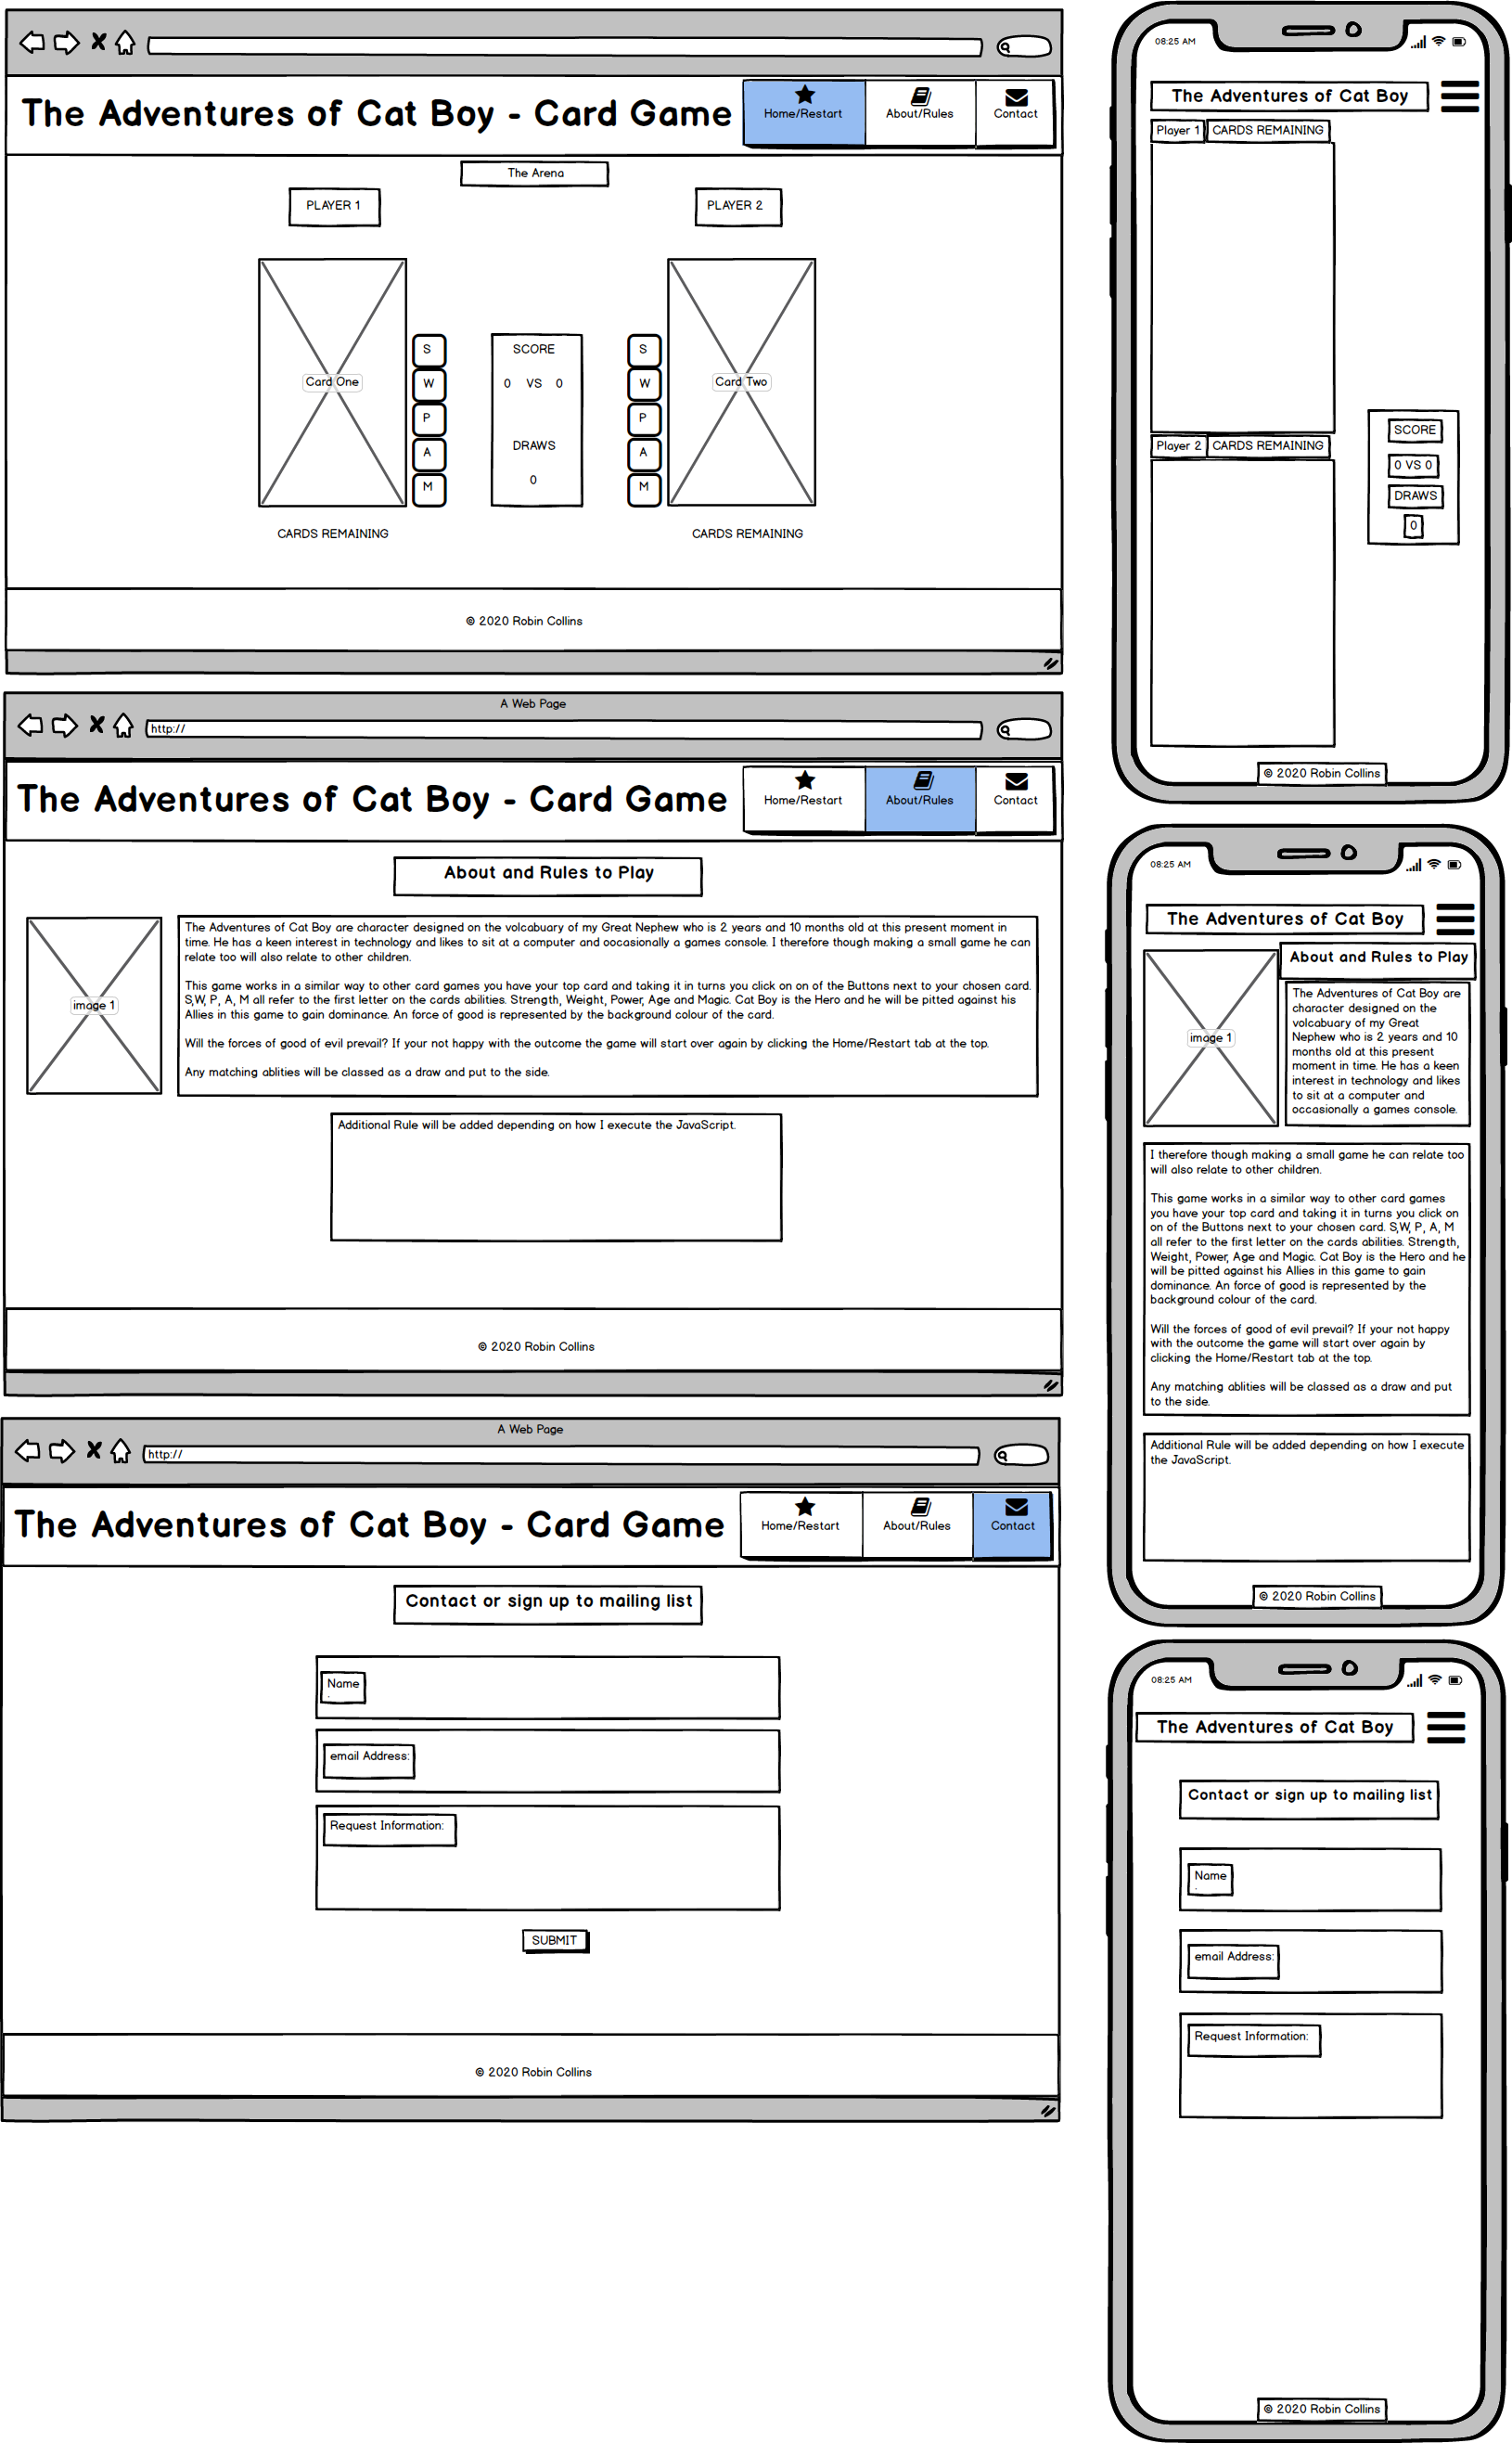 The Adventures of Cat Boy - Card Game
Home/Restart
About/Rules
Contact
The Arena
PLAYER 1
PLAYER 2
Card One
S
W
P
A
M
SCORE
0 VS 0
DRAWS
0
S
W
P
A
M
Card Two
CARDS REMAINING
CARDS REMAINING
© 2020 Robin Collins
A Web Page
http://
The Adventures of Cat Boy - Card Game
Home/Restart
About/Rules
Contact
About and Rules to Play
image 1
The Adventures of Cat Boy are character designed on the volcabuary of my Great Nephew who is 2 years and 10 months old at this present moment in
time. He has a keen interest in technology and likes to sit at a computer and oocasionally a games console. I therefore though making a small game he can
relate too will also relate to other children.
This game works in a similar way to other card games you have your top card and taking it in turns you click on on of the Buttons next to your chosen card.
S,W, P, A, M all refer to the first letter on the cards abilities. Strength, Weight, Power, Age and Magic. Cat Boy is the Hero and he will be pitted against his
Allies in this game to gain dominance. An force of good is represented by the background colour of the card.
Will the forces of good of evil prevail? If your not happy with the outcome the game will start over again by clicking the Home/Restart tab at the top.
Any matching ablities will be classed as a draw and put to the side.
Additional Rule will be added depending on how I execute the JavaScript.
© 2020 Robin Collins
A Web Page
http://
The Adventures of Cat Boy - Card Game
Home/Restart
About/Rules
Contact
Contact or sign up to mailing list
Name
:
email Address:
Request Information:
SUBMIT
© 2020 Robin Collins
08:25 AM
The Adventures of Cat Boy
Player 1
CARDS REMAINING
Player 2
CARDS REMAINING
SCORE
0 VS 0
DRAWS
0
© 2020 Robin Collins
08:25 AM
The Adventures of Cat Boy
image 1
About and Rules to Play
The Adventures of Cat Boy are
character designed on the
volcabuary of my Great
Nephew who is 2 years and 10
months old at this present
moment in time. He has a keen
interest in technology and likes
to sit at a computer and
occasionally a games console.
I therefore though making a small game he can relate too
will also relate to other children.
This game works in a similar way to other card games
you have your top card and taking it in turns you click on
on of the Buttons next to your chosen card. S,W, P, A, M
all refer to the first letter on the cards abilities. Strength,
Weight, Power, Age and Magic. Cat Boy is the Hero and he
will be pitted against his Allies in this game to gain
dominance. An force of good is represented by the
background colour of the card.
Will the forces of good of evil prevail? If your not happy
with the outcome the game will start over again by
clicking the Home/Restart tab at the top.
Any matching ablities will be classed as a draw and put
to the side.
Additional Rule will be added depending on how I execute
the JavaScript.
© 2020 Robin Collins
08:25 AM
The Adventures of Cat Boy
Contact or sign up to mailing list
Name
:
email Address:
Request Information:
© 2020 Robin Collins